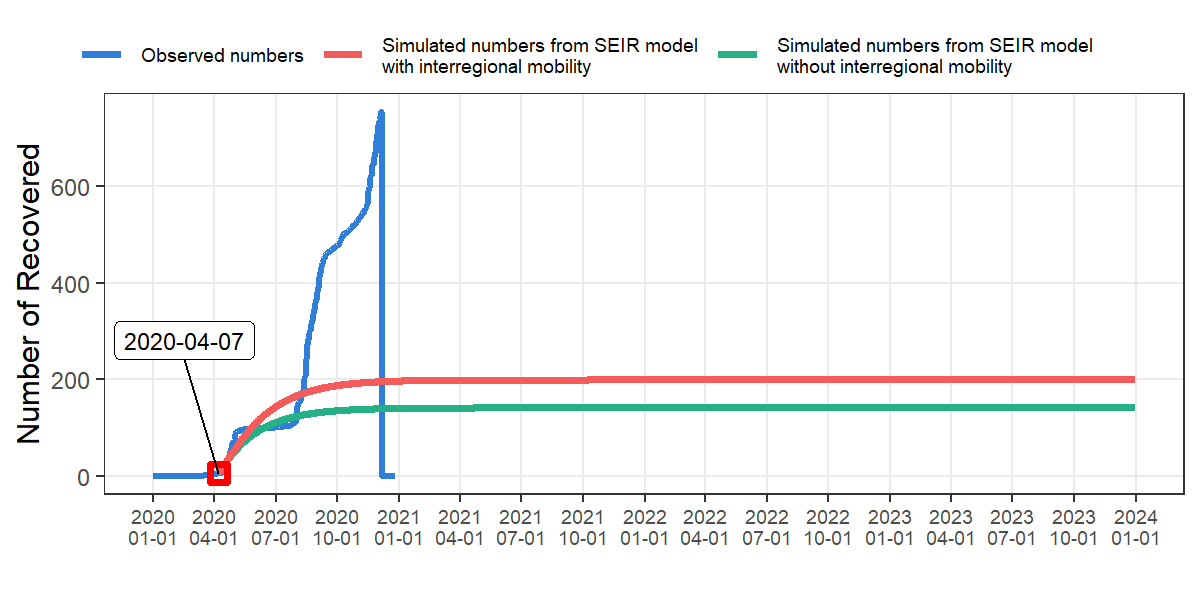 Observed numbers
Simulated numbers from SEIR model
with interregional mobility
Simulated numbers from SEIR model
without interregional mobility
Number of Recovered
600
400
200
0
2020-04-07
2020 2020 2020 2020 2021 2021 2021 2021 2022 2022 2022 2022 2023 2023 2023 2023 2024
01-01 04-01 07-01 10-01 01-01 04-01 07-01 10-01 01-01 04-01 07-01 10-01 01-01 04-01 07-01 10-01 01-01